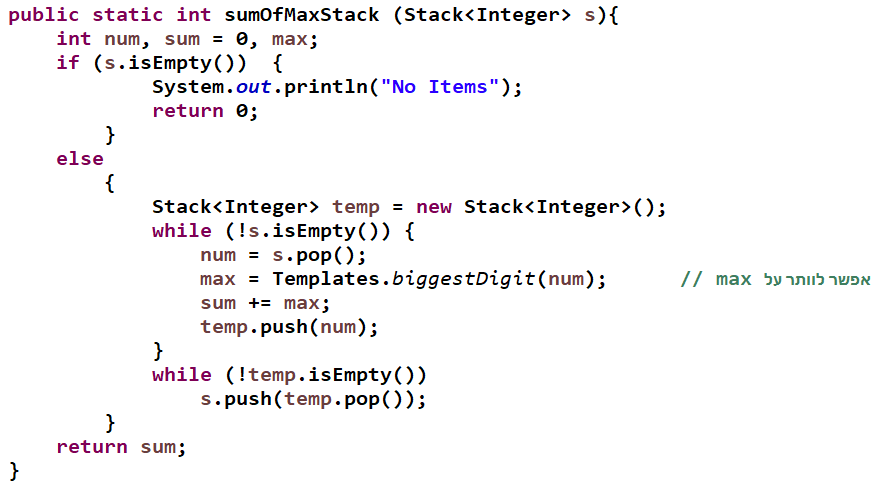 public static int sumOfMaxStack (Stack<Integer> s){
    int num, sum = 0, max;
    if (s.isEmpty())  {
            System.out.println("No Items");
            return 0;
        }
    else
        {
            Stack<Integer> temp = new Stack<Integer>();
            while (!s.isEmpty()) {
                num = s.pop();
                max = Templates.biggestDigit(num);      // max אפשר לוותר על
                sum += max;
                temp.push(num);
            }
            while (!temp.isEmpty())
                s.push(temp.pop());
        }
    return sum;
}